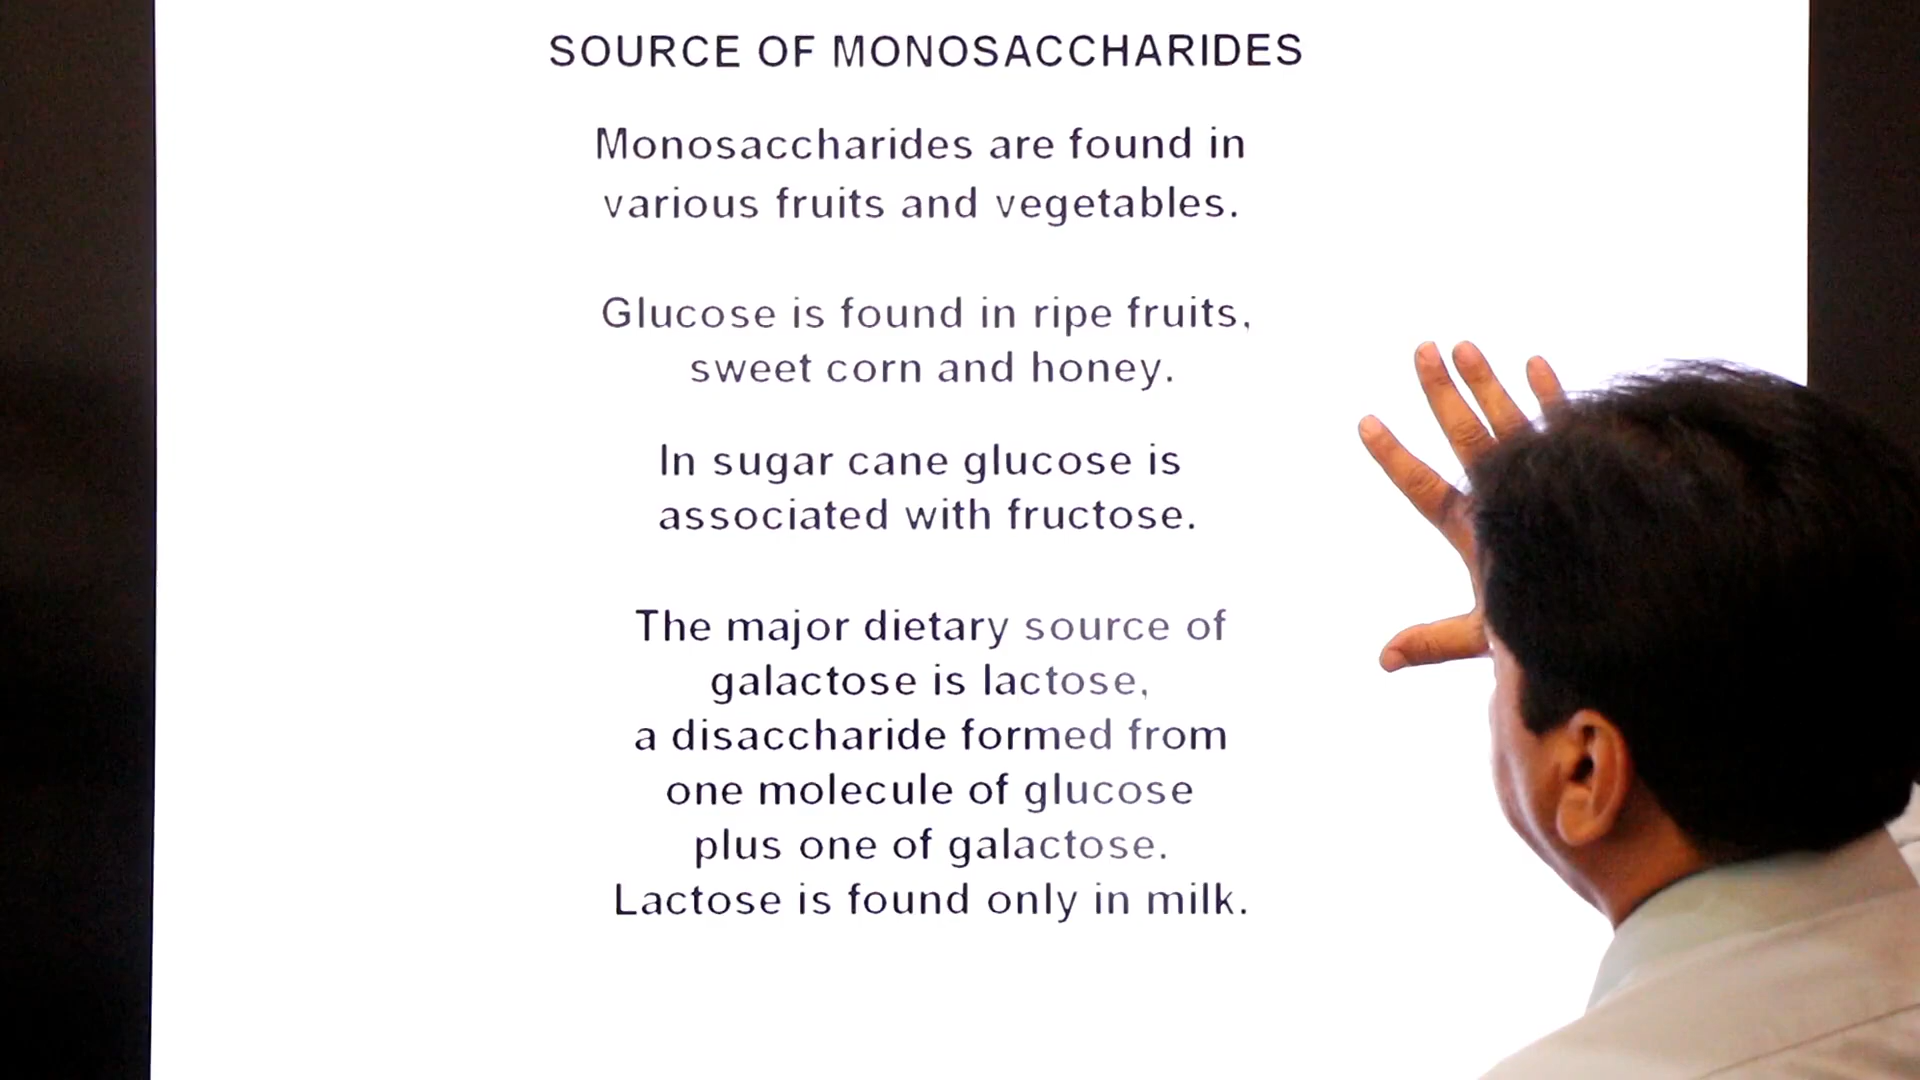 SOURCE OF MONOSACCHARIDES
Monosaccharides are found in
various fruits and vegetables.
Glucose is found in ripe fruits,
sweet corn and honey.
In sugar cane glucose is
associated with fructose.
The major dietary source of
galactose is lactose,
a disaccharide formed from
one molecule of glucose
plus one of galactose.
Lactose is found only in milk.